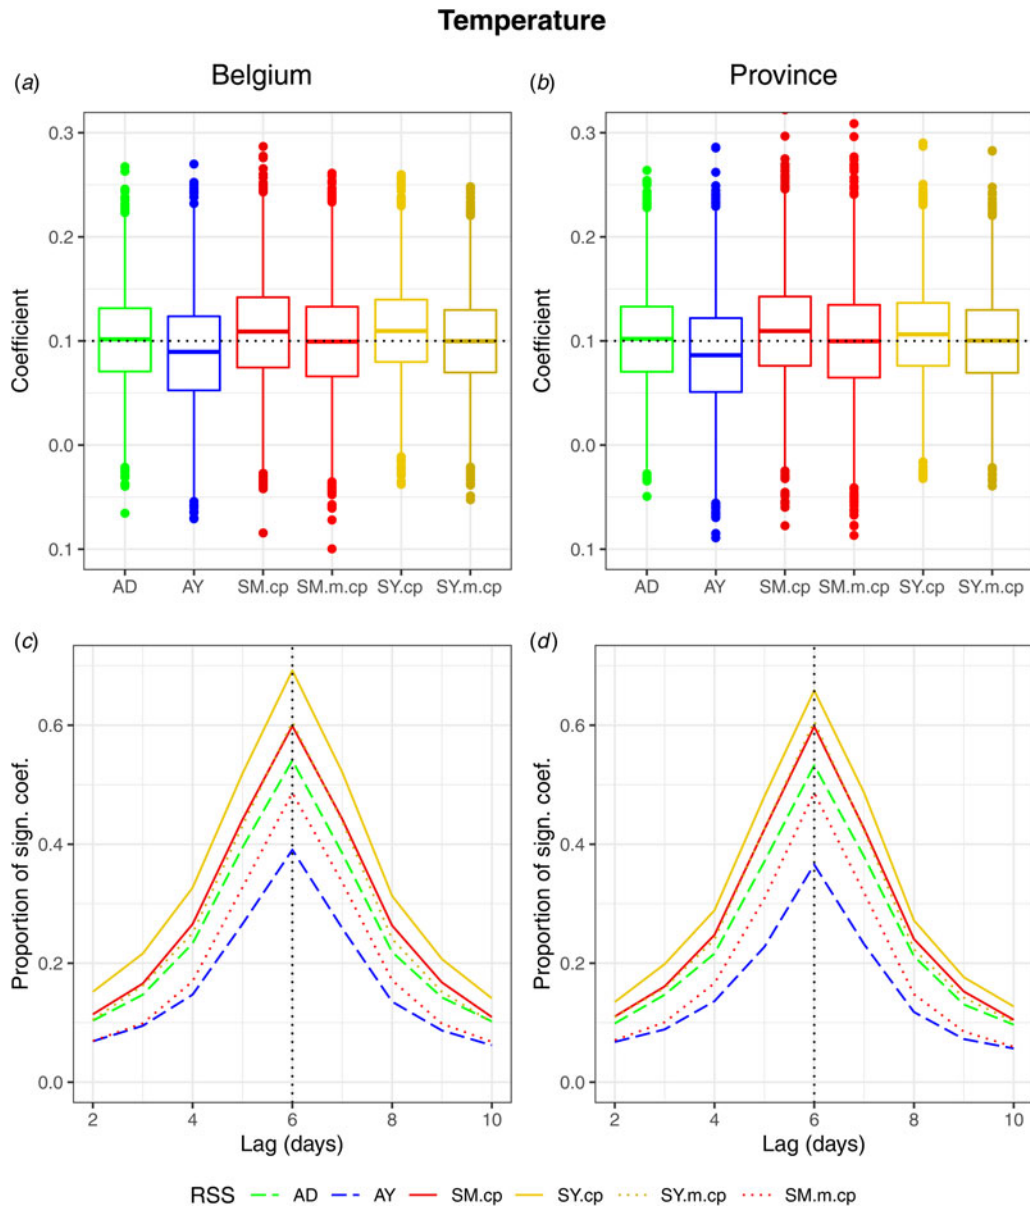 Temperature
(a) Belgium (b) Province
Coefficient
0.3
0.2
0.1
0.0
0.1
AD AY SM.cp SM.m.cp SY.cp SY.m.cp
Coefficient
0.3
0.2
0.1
0.0
0.1
AD AY SM.cp SM.m.cp SY.cp SY.m.cp
(c) (d)
Proportion of sign. coef.
0.6
0.4
0.2
0.0
2 4 6 8 10
Lag (days)
Proportion of sign. coef.
0.6
0.4
0.2
0.0
2 4 6 8 10
Lag (days)
RSS AD AY SM.cp SY.cp SY.m.cp SM.m.cp